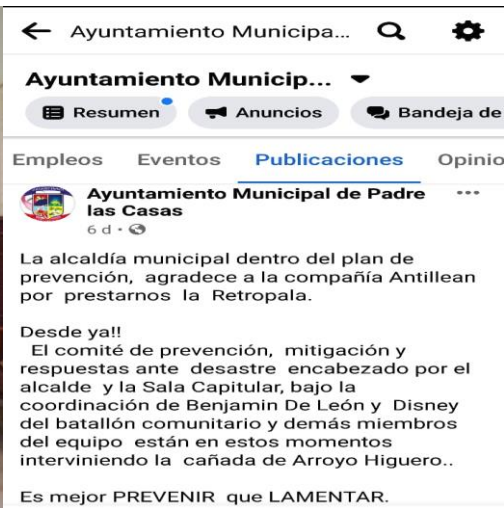 Ayuntamiento Municipa...
Ayuntamiento Municip...
Resumen Anuncios Bandeja de
Empleos Eventos Publicaciones Opinio
Ayuntamiento Municipal de Padre
las Casas
6 d
La alcaldía municipal dentro del plan de
prevención, agradece a la compañía Antillean
por prestarnos la Retropala.
Desde ya!!
El comité de prevención, mitigación y
respuestas ante desastre encabezado por el
alcalde y la Sala Capitular, bajo la
coordinación de Benjamin De León y Disney
del batallón comunitario y demás miembros
del equipo están en estos momentos
interviniendo la cañada de Arroyo Higuero..
Es mejor PREVENIR que LAMENTAR.